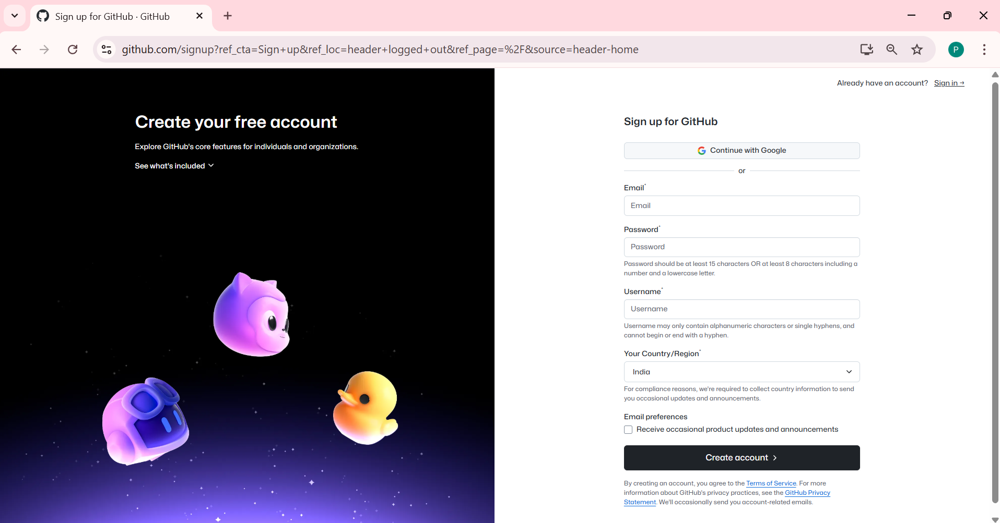 Sign up for GitHub · GitHub
github.com/signup?ref_cta=Sign+up&ref_loc=header+logged+out&ref_page=%2F&source=header-home
P
Already have an account? Sign in →
Create your free account
Explore GitHub's core features for individuals and organizations.
See what's included
Sign up for GitHub
Continue with Google
or
Email*
Email
Password*
Password
Password should be at least 15 characters OR at least 8 characters including a
number and a lowercase letter.
Username*
Username
Username may only contain alphanumeric characters or single hyphens, and
cannot begin or end with a hyphen.
Your Country/Region*
India
For compliance reasons, we're required to collect country information to send
you occasional updates and announcements.
Email preferences
Receive occasional product updates and announcements
Create account
By creating an account, you agree to the Terms of Service. For more
information about GitHub's privacy practices, see the GitHub Privacy
Statement. We'll occasionally send you account-related emails.